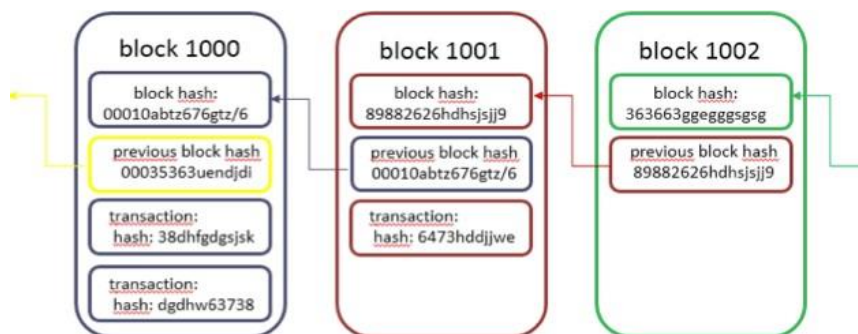 block 1000
block hash:
00010abtz676gtz/6
previous block hash
00035363uendjdi
transaction:
hash: 38dhfgdgsjsk
transaction:
hash: dgdhw63738
block 1001
block hash:
89882626hdhsjsjj9
previous block hash
00010abtz676gtz/6
transaction:
hash: 6473hddjjwe
block 1002
block hash:
363663ggegggsgsg
previous block hash
89882626hdhsjsjj9